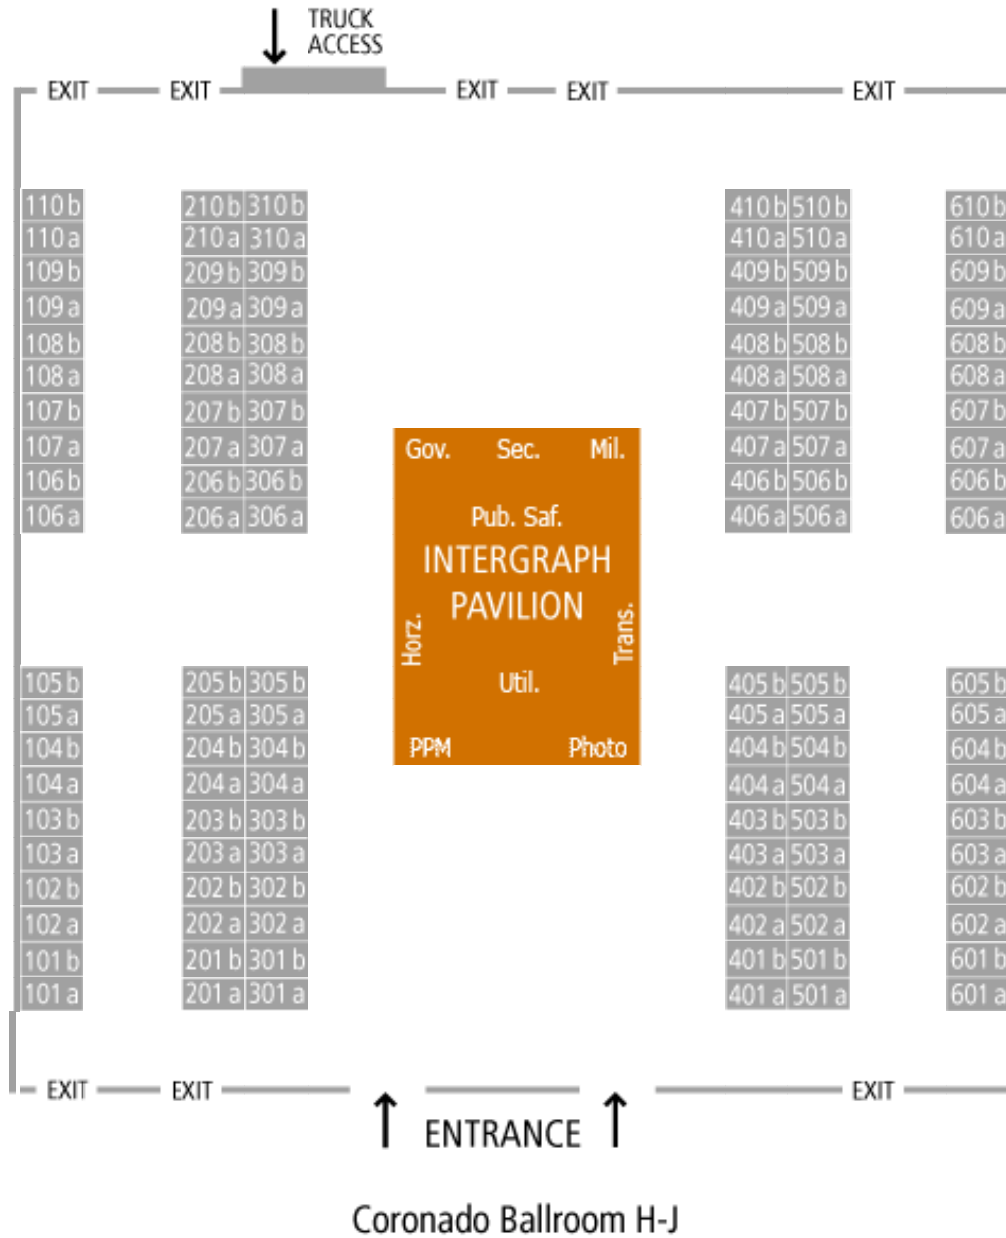 TRUCK
ACCESS
EXIT EXIT EXIT EXIT EXIT
110 b 210 b 310 b 410 b 510 b 610 b
110 a 210 a 310 a 410 a 510 a 610 a
109 b 209 b 309 b 409 b 509 b 609 b
109 a 209 a 309 a 409 a 509 a 609 a
108 b 208 b 308 b 408 b 508 b 608 b
108 a 208 a 308 a 408 a 508 a 608 a
107 b 207 b 307 b 407 b 507 b 607 b
107 a 207 a 307 a 407 a 507 a 607 a
106 b 206 b 306 b 406 b 506 b 606 b
106 a 206 a 306 a 406 a 506 a 606 a
Gov. Sec. Mil.
Pub. Saf.
INTERGRAPH
PAVILION
Horz.
Trans.
Util.
PPM Photo
105 b 205 b 305 b 405 b 505 b 605 b
105 a 205 a 305 a 405 a 505 a 605 a
104 b 204 b 304 b 404 b 504 b 604 b
104 a 204 a 304 a 404 a 504 a 604 a
103 b 203 b 303 b 403 b 503 b 603 b
103 a 203 a 303 a 403 a 503 a 603 a
102 b 202 b 302 b 402 b 502 b 602 b
102 a 202 a 302 a 402 a 502 a 602 a
101 b 201 b 301 b 401 b 501 b 601 b
101 a 201 a 301 a 401 a 501 a 601 a
EXIT EXIT EXIT
ENTRANCE
Coronado Ballroom H-J